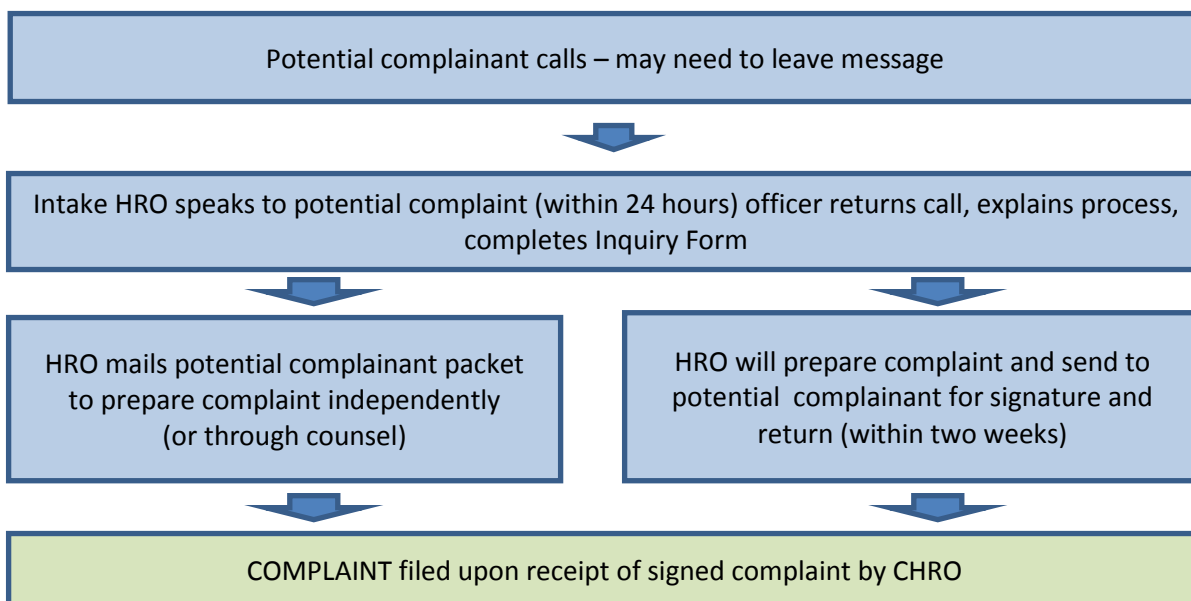 Potential complainant calls – may need to leave message
Intake HRO speaks to potential complaint (within 24 hours) officer returns call, explains process,
completes Inquiry Form
HRO mails potential complainant packet
to prepare complaint independently
(or through counsel)
HRO will prepare complaint and send to
potential complainant for signature and
return (within two weeks)
COMPLAINT filed upon receipt of signed complaint by CHRO